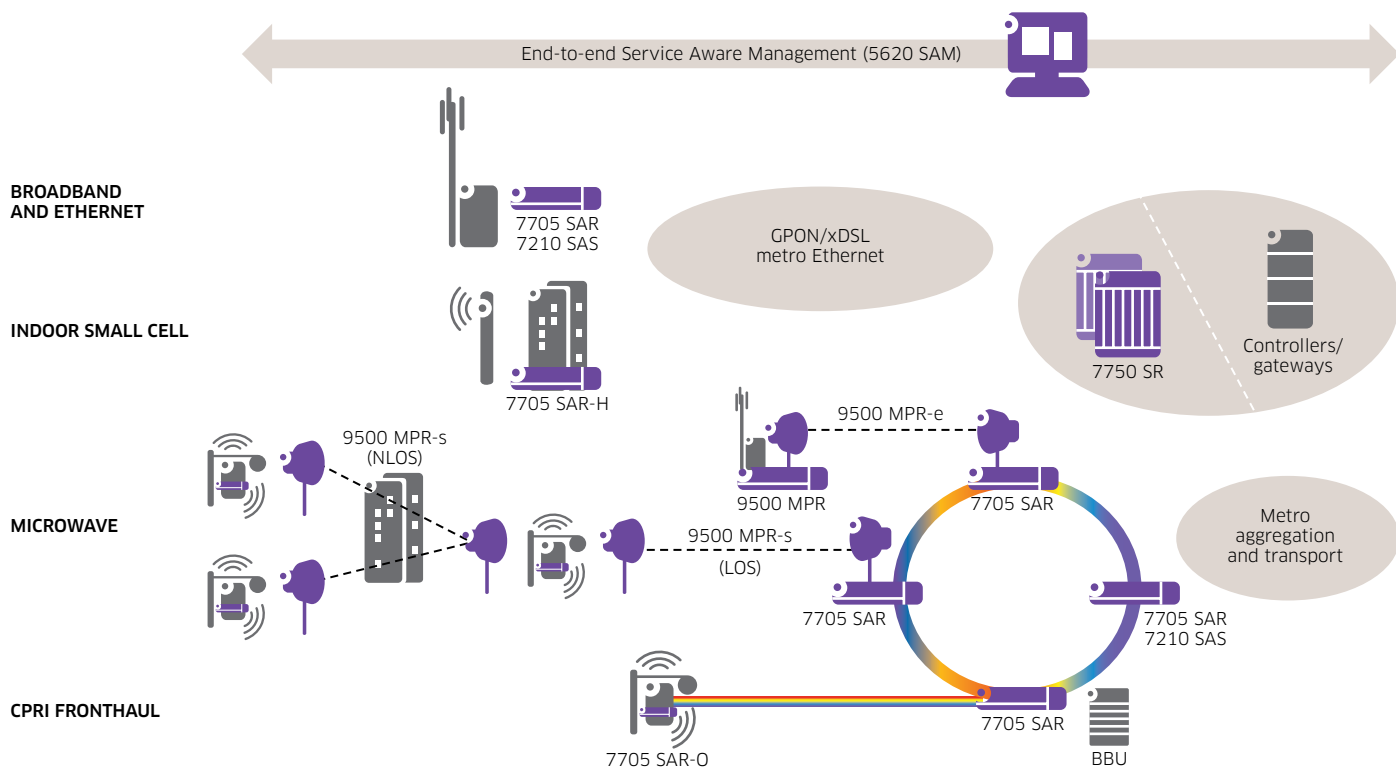 End-to-end Service Aware Management (5620 SAM)
BROADBAND
AND ETHERNET
7705 SAR
7210 SAS
GPON/xDSL
metro Ethernet
INDOOR SMALL CELL
7705 SAR-H
7750 SR
Controllers/
gateways
MICROWAVE
9500 MPR-s
(NLOS)
9500 MPR-e
9500 MPR
7705 SAR
9500 MPR-s
(LOS)
7705 SAR
Metro
aggregation
and transport
7705 SAR
7210 SAS
CPRI FRONTHAUL
7705 SAR-O
7705 SAR
BBU